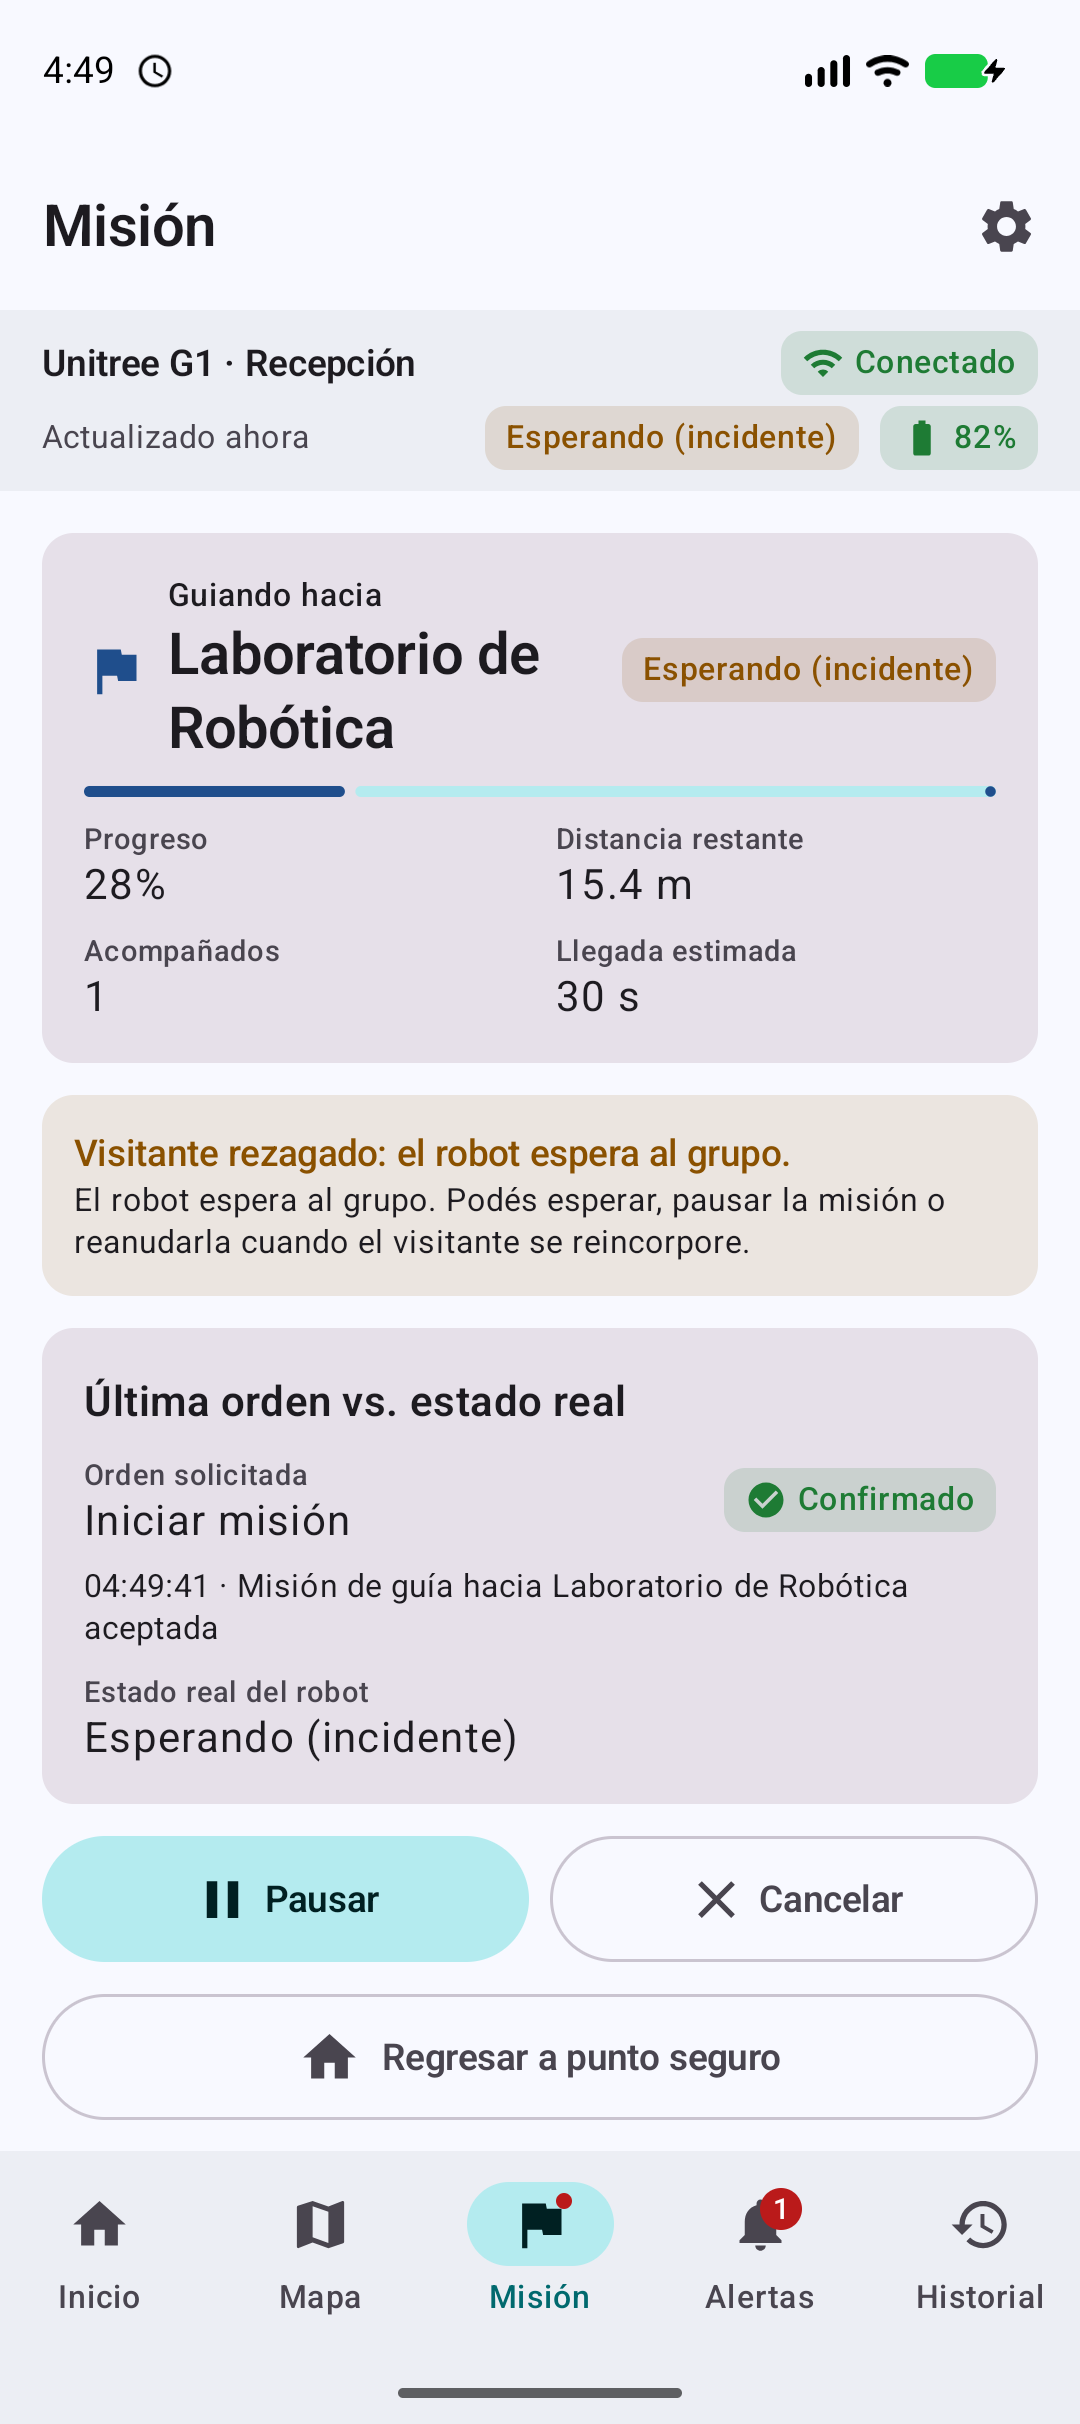 4:49
Misión
Unitree G1 · Recepción
Conectado
Actualizado ahora
Esperando (incidente)
82%
Guiando hacia
Laboratorio de
Robótica
Esperando (incidente)
Progreso
28%
Distancia restante
15.4 m
Acompañados
1
Llegada estimada
30 s
Visitante rezagado: el robot espera al grupo.
El robot espera al grupo. Podés esperar, pausar la misión o
reanudarla cuando el visitante se reincorpore.
Última orden vs. estado real
Orden solicitada
Iniciar misión
Confirmado
04:49:41 · Misión de guía hacia Laboratorio de Robótica
aceptada
Estado real del robot
Esperando (incidente)
Pausar
Cancelar
Regresar a punto seguro
1
Inicio
Mapa
Misión
Alertas
Historial